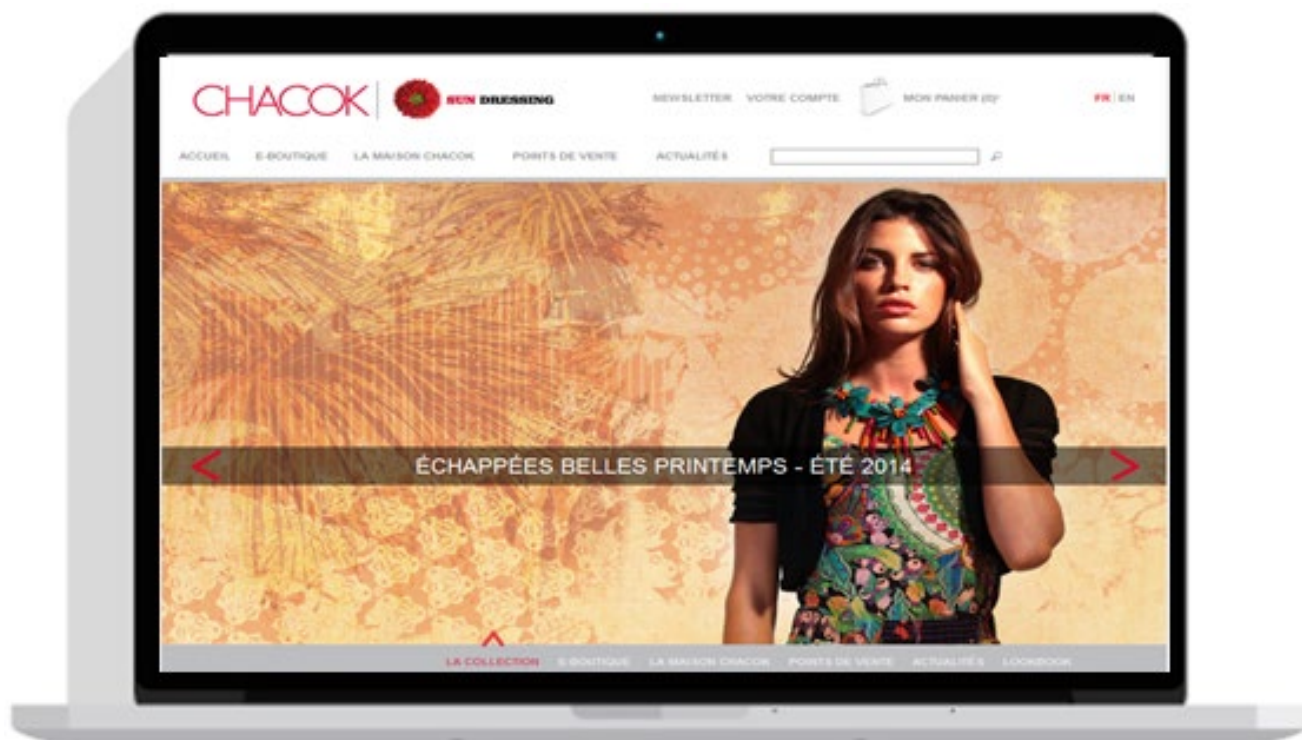 CHACOK SUN DRESSING NEWSLETTER VOTRE COMPTE MON PANIER (0) FR | EN
ACCUEIL E-BOUTIQUE LA MAISON CHACOK POINTS DE VENTE ACTUALITÉS
ÉCHAPPÉES BELLES PRINTEMPS - ÉTÉ 2014
LA COLLECTION E-BOUTIQUE LA MAISON CHACOK POINTS DE VENTE ACTUALITÉS LOOKBOOK